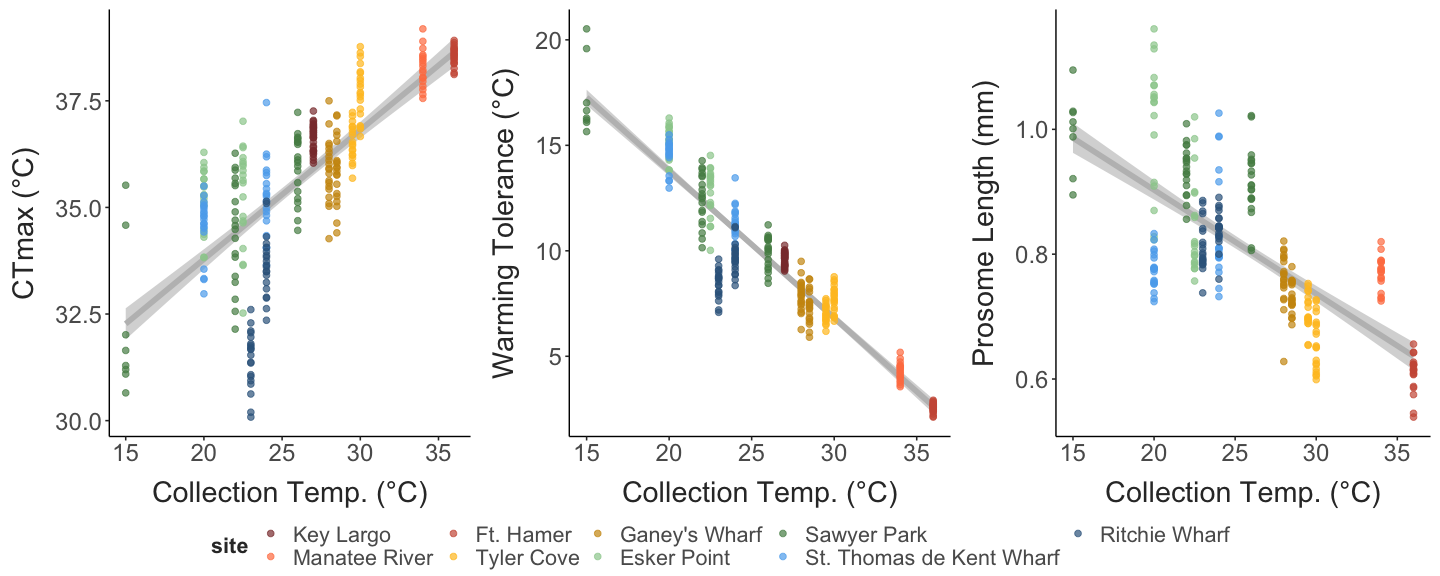 CTmax (°C)
37.5
35.0
32.5
30.0
15 20 25 30 35
Collection Temp. (°C)
Warming Tolerance (°C)
20
15
10
5
15 20 25 30 35
Collection Temp. (°C)
Prosome Length (mm)
1.0
0.8
0.6
15 20 25 30 35
Collection Temp. (°C)
site
Key Largo Ft. Hamer Ganey's Wharf Sawyer Park Ritchie Wharf
Manatee River Tyler Cove Esker Point St. Thomas de Kent Wharf